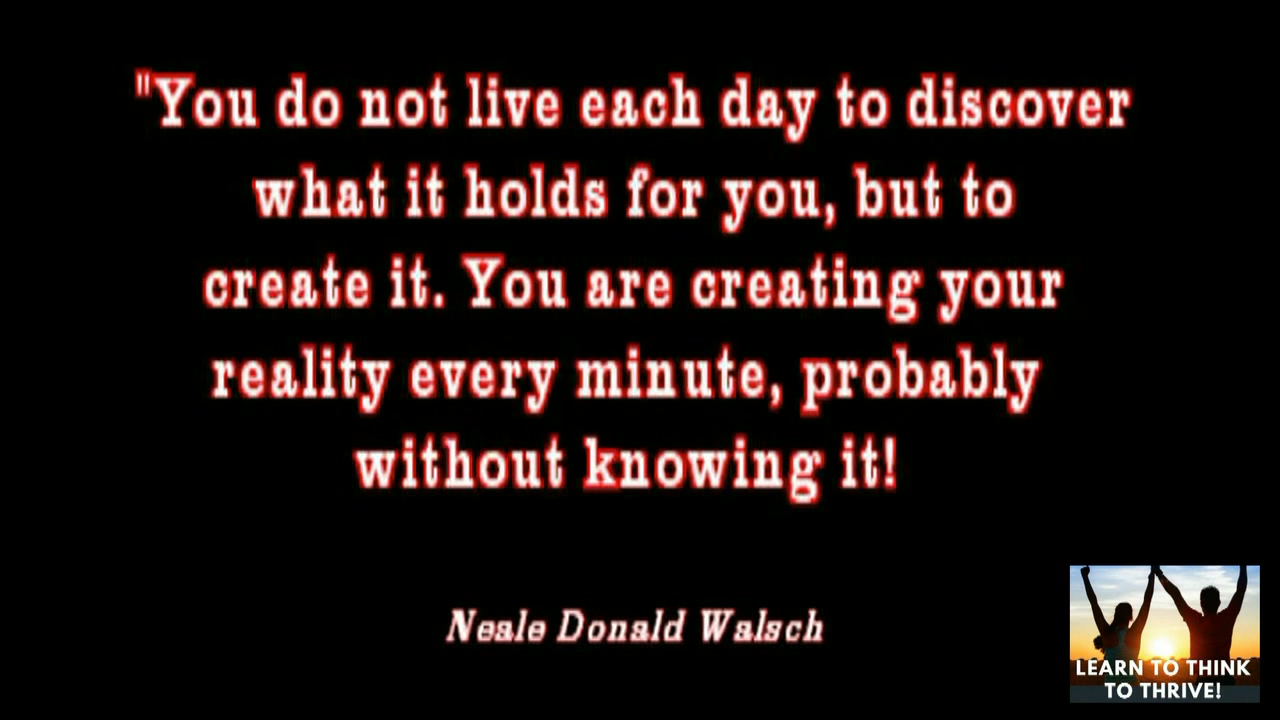 "You do not live each day to discover
what it holds for you, but to
create it. You are creating your
reality every minute, probably
without knowing it!
Neale Donald Walsch
LEARN TO THINK
TO THRIVE!